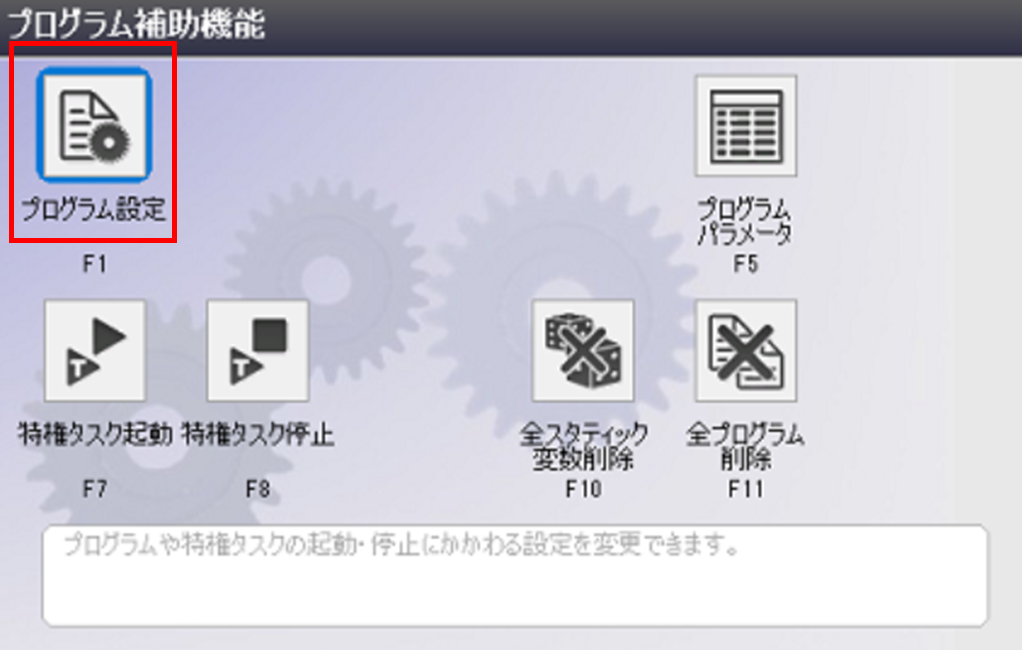 プログラム補助機能
プログラム設定
F1
プログラム
パラメータ
F5
特権タスク起動
F7
特権タスク停止
F8
全スタティック
変数削除
F10
全プログラム
削除
F11
プログラムや特権タスクの起動・停止にかかわる設定を変更できます。